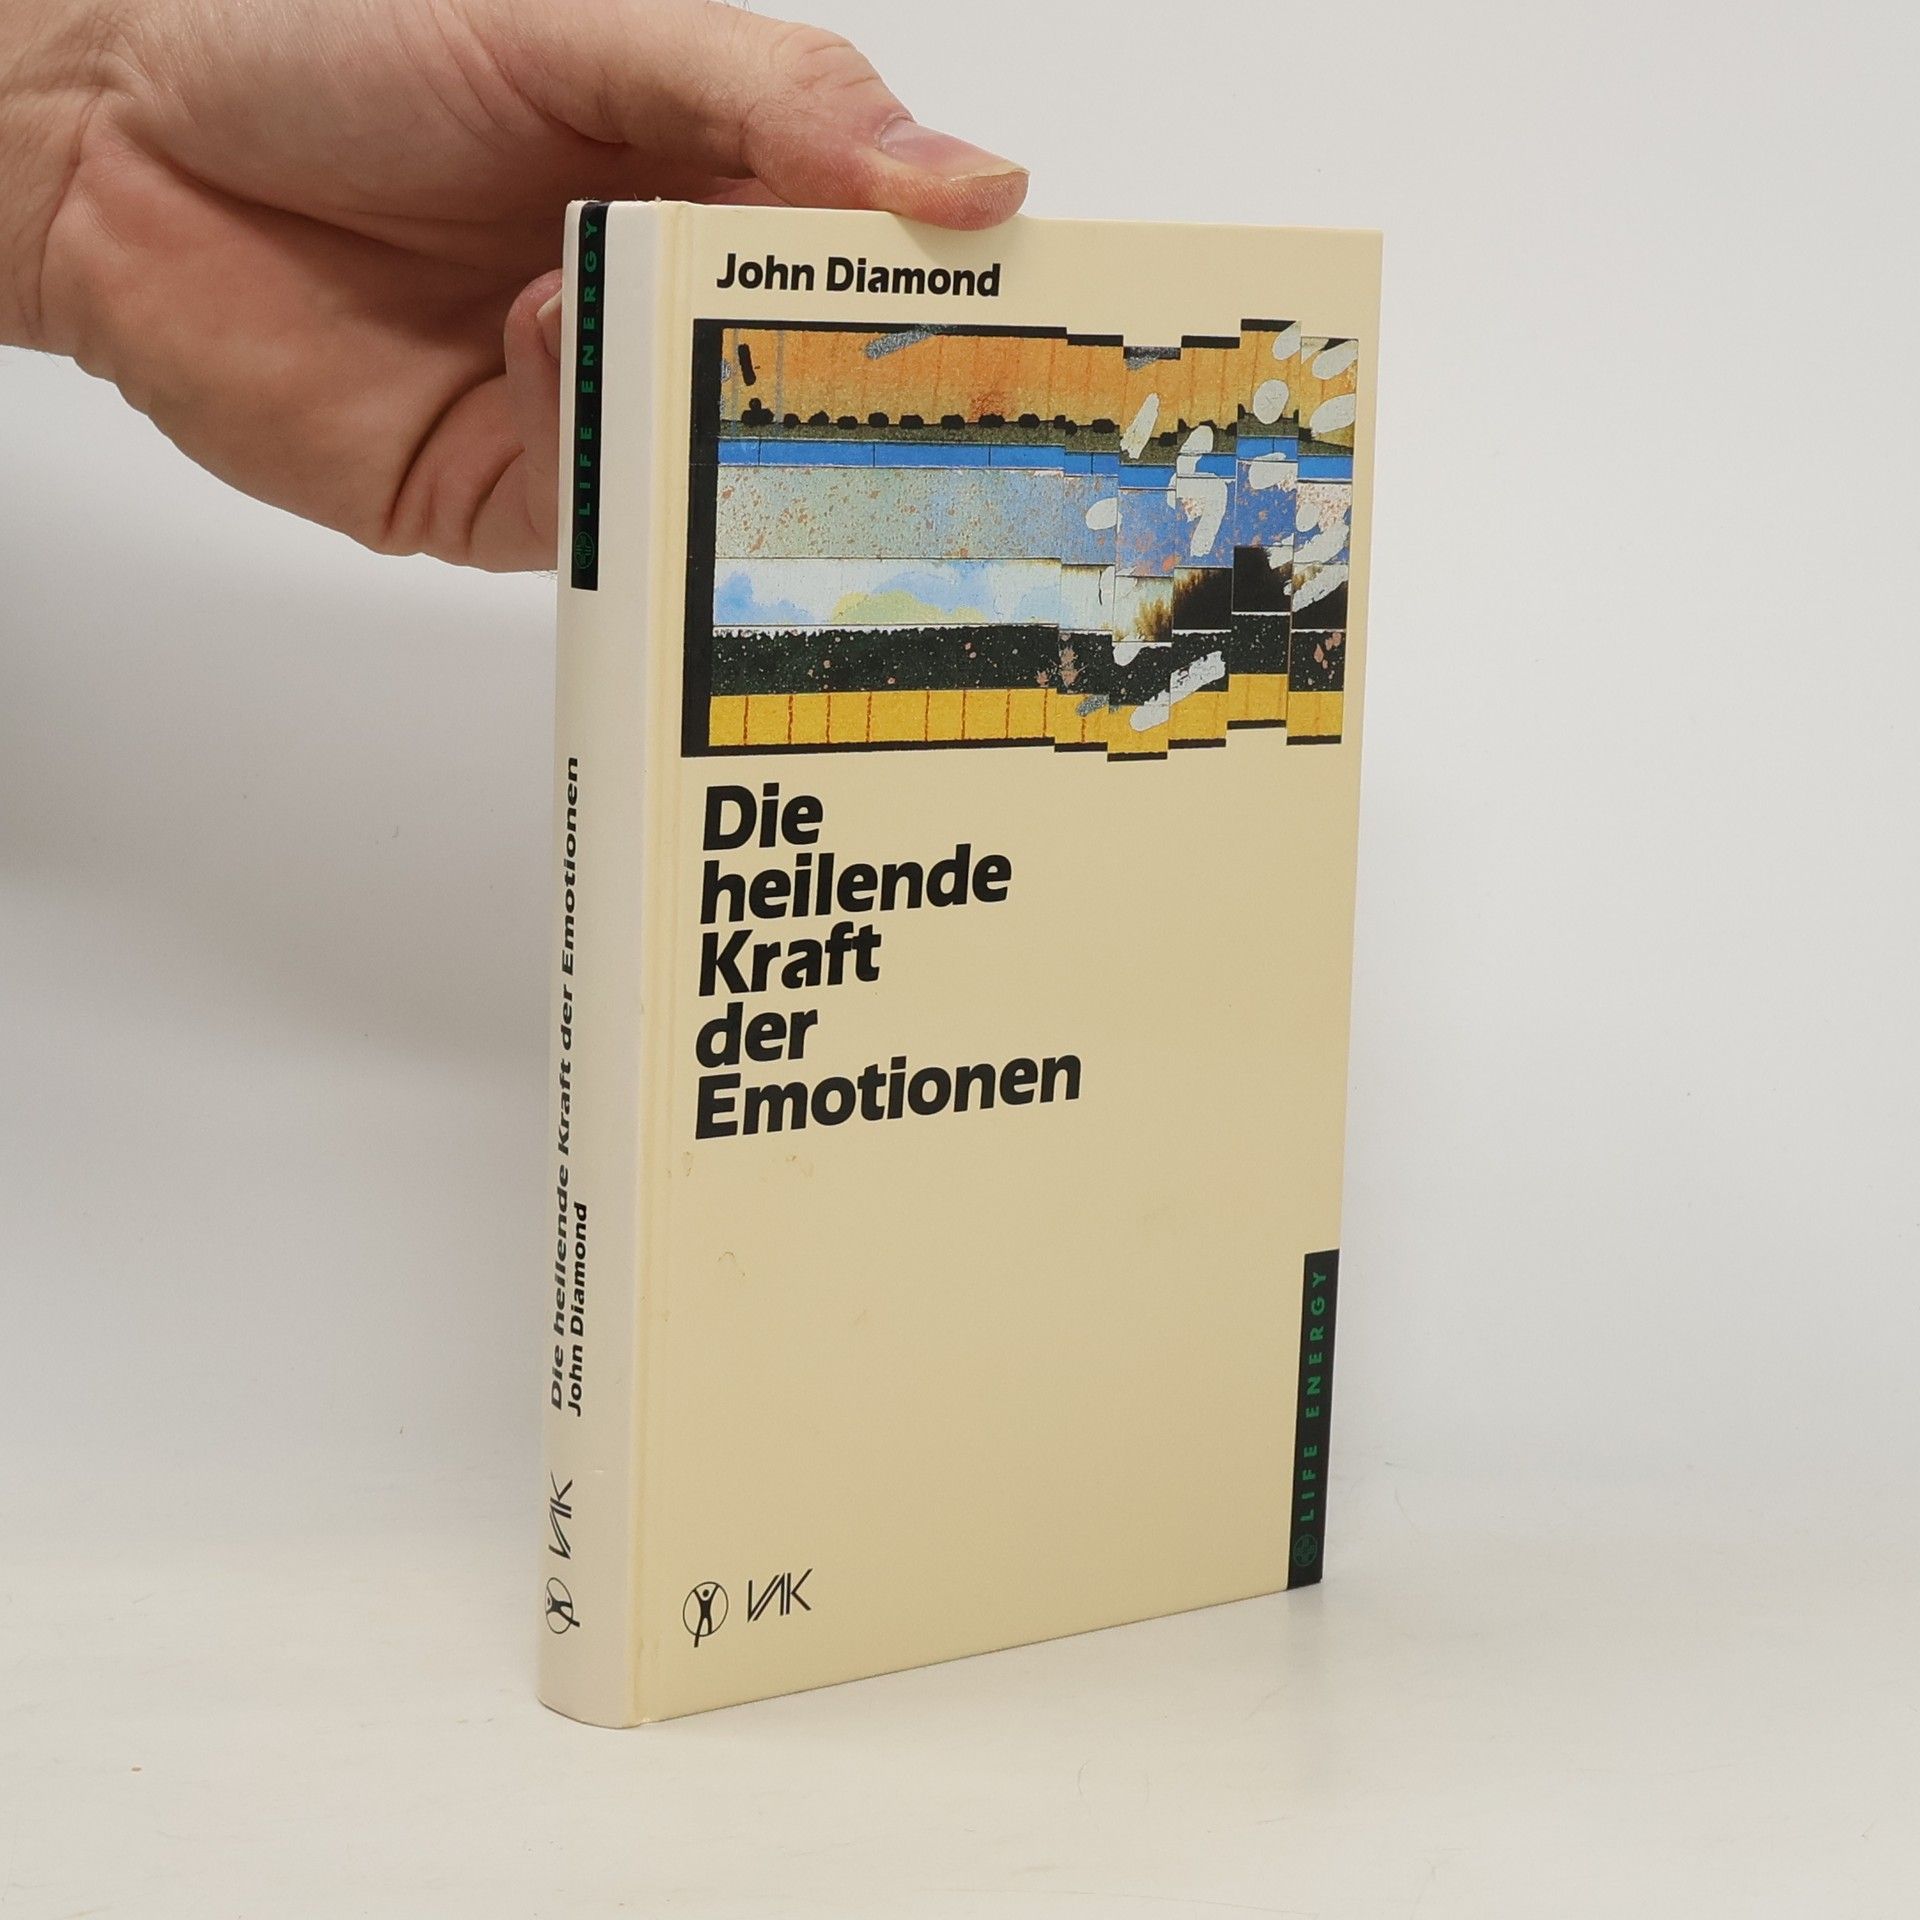 John Diamond
Die
heilende
Kraft
der
Emotionen
LIFE ENERGY
VAK
LIFE ENERGY
Die heilende Kraft der Emotionen
John Diamond
VAK